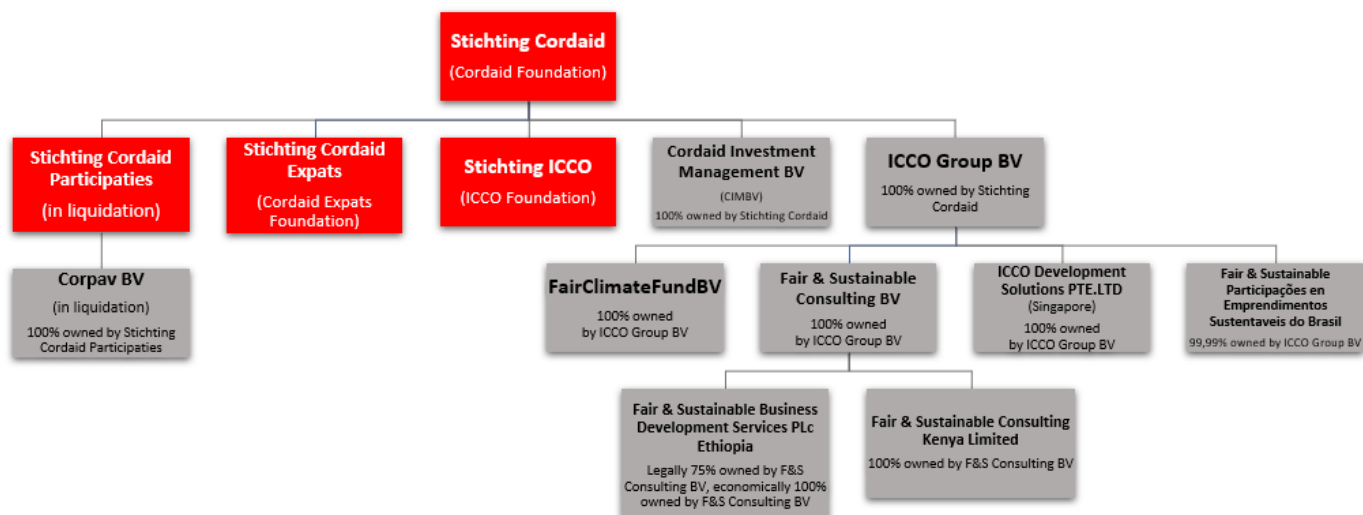 Stichting Cordaid
(Cordaid Foundation)
Stichting Cordaid
Participaties
(in liquidation)
Stichting Cordaid
Expats
(Cordaid Expats
Foundation)
Stichting ICCO
(ICCO Foundation)
Cordaid Investment
Management BV
(CIMBV)
100% owned by Stichting Cordaid
ICCO Group BV
100% owned by Stichting
Cordaid
Corpav BV
(in liquidation)
100% owned by Stichting
Cordaid Participaties
FairClimateFundBV
100% owned
by ICCO Group BV
Fair & Sustainable
Consulting BV
100% owned
by ICCO Group BV
ICCO Development
Solutions PTE.LTD
(Singapore)
100% owned
by ICCO Group BV
Fair & Sustainable
Participações en
Emprendimentos
Sustentaveis do Brasil
99,99% owned by ICCO Group BV
Fair & Sustainable Business
Development Services PLc
Ethiopia
Legally 75% owned by F&S
Consulting BV, economically 100%
owned by F&S Consulting BV
Fair & Sustainable Consulting
Kenya Limited
100% owned by F&S Consulting BV